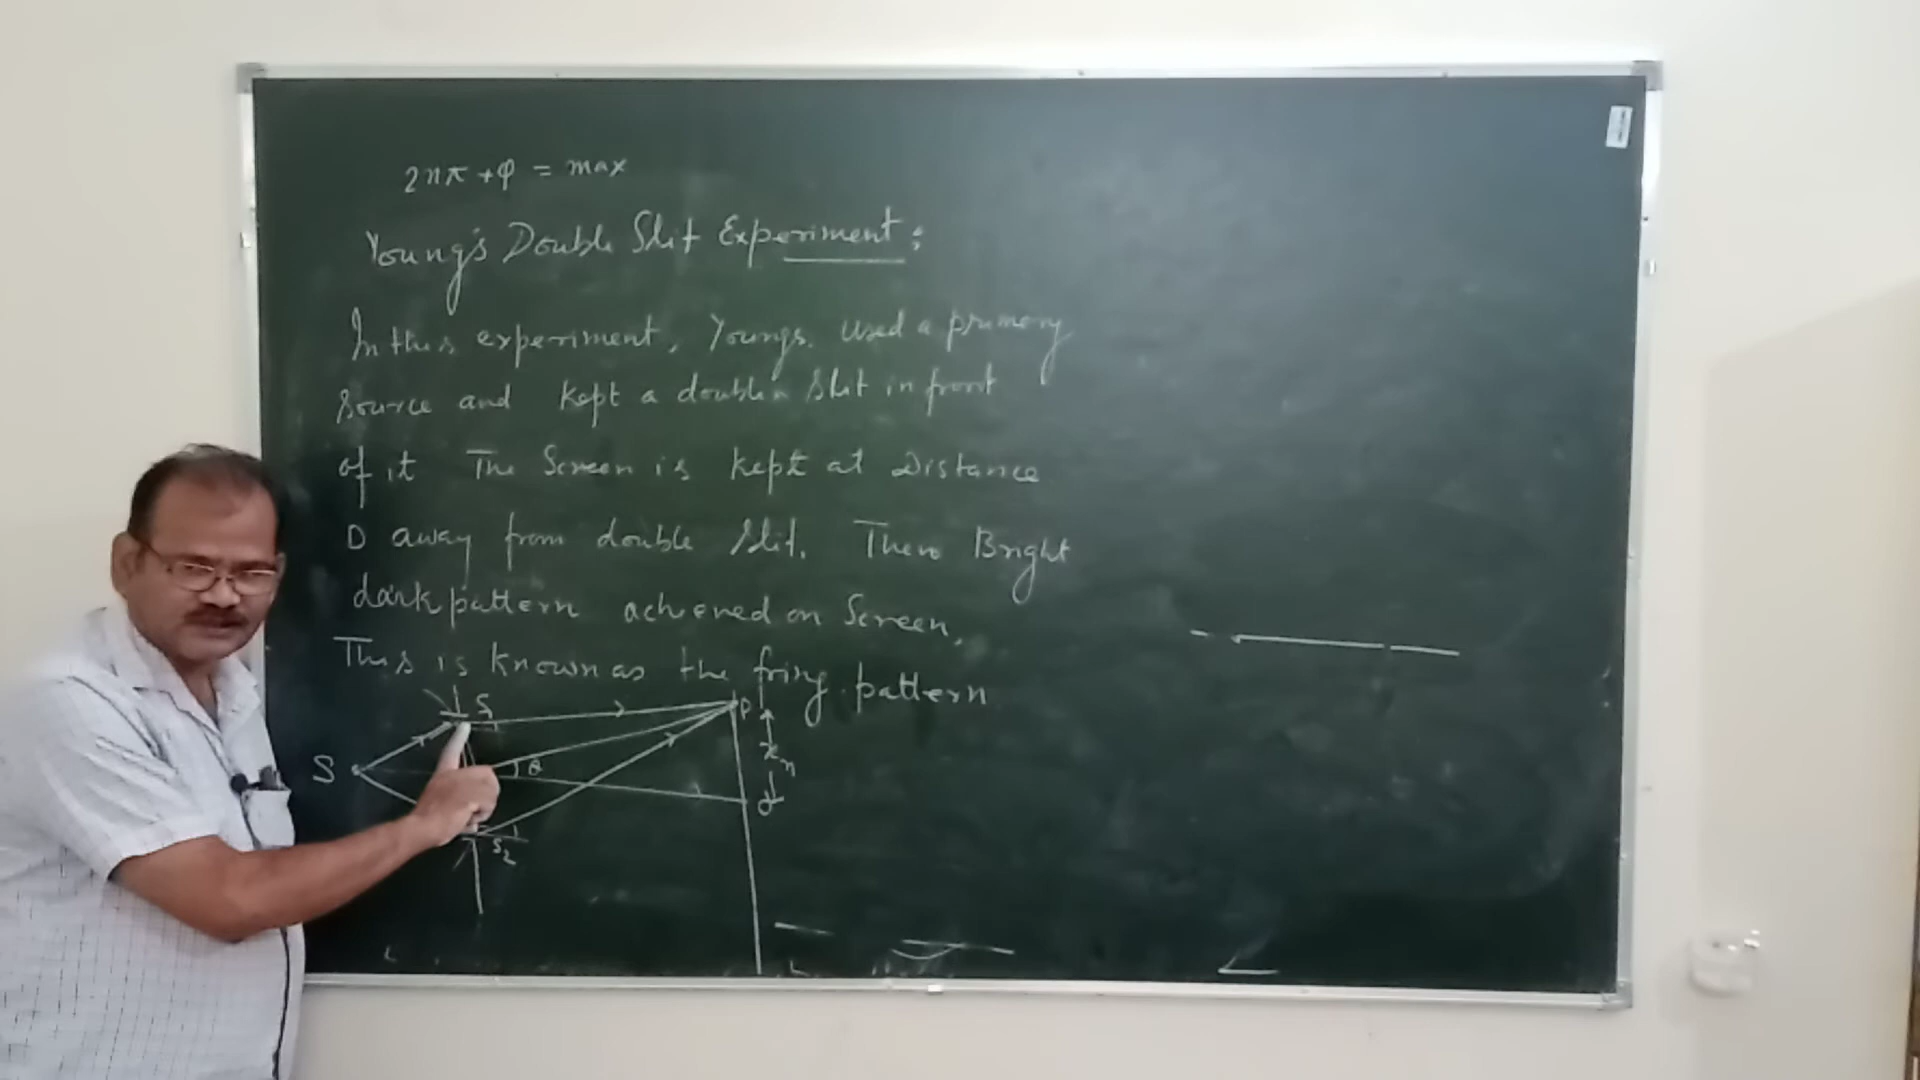 2nπ + φ = max
Young's Double Slit Experiment :
In this experiment, Youngs. used a primary
Source and kept a double slit in front
of it The Screen is kept at Distance
D away from double slit. Then Bright
dark pattern achieved on Screen.
This is known as the fring pattern
S₁
P
S
θ
xₙ
S₂